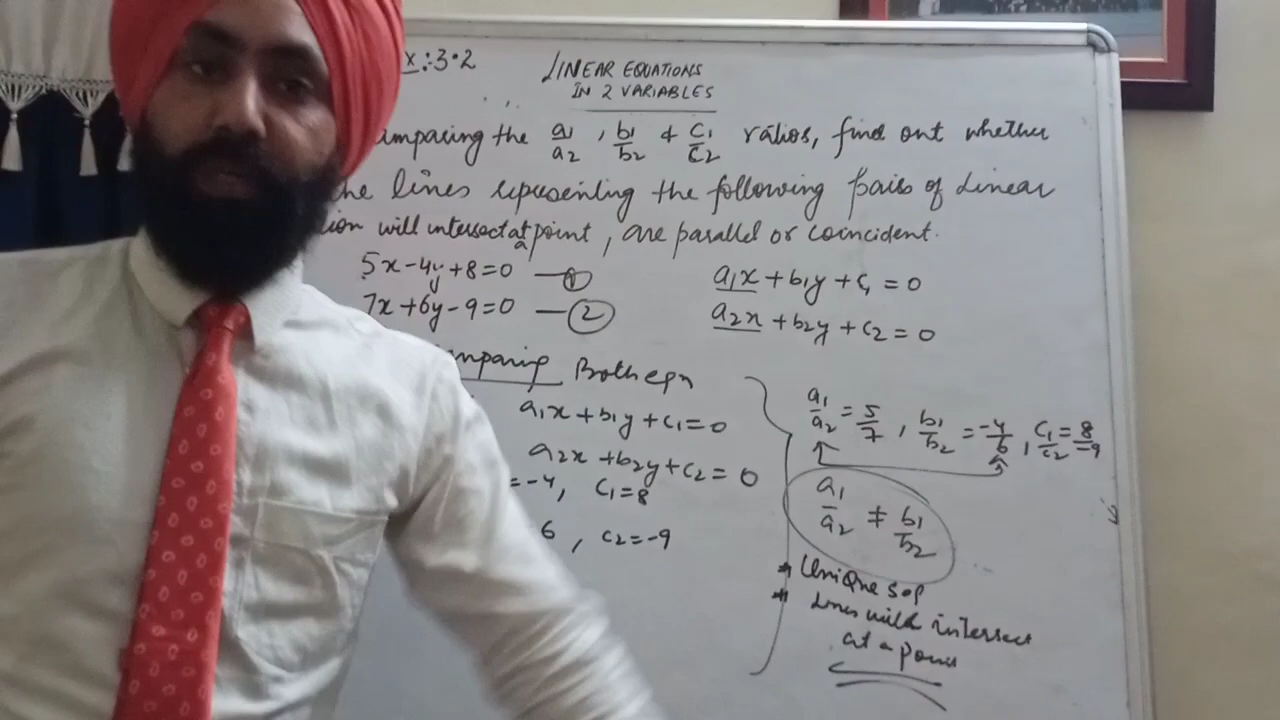 x:3.2
LINEAR EQUATIONS
IN 2 VARIABLES
mparing the a1/a2, b1/b2 & c1/c2 ratios, find out whether
he lines representing the following pairs of Linear
ion will intersect at a point, are parallel or coincident.
5x-4y+8=0 —①
7x+6y-9=0 —②
a1x+b1y+c1=0
a2x+b2y+c2=0
mparing Both eqn
a1x+b1y+c1=0
a2x+b2y+c2=0
=-4, c1=8
6, c2=-9
a1/a2=5/7, b1/b2=-4/6, c1/c2=8/-9
a1/a2≠b1/b2
* Unique sol
* Lines will intersect
at a point